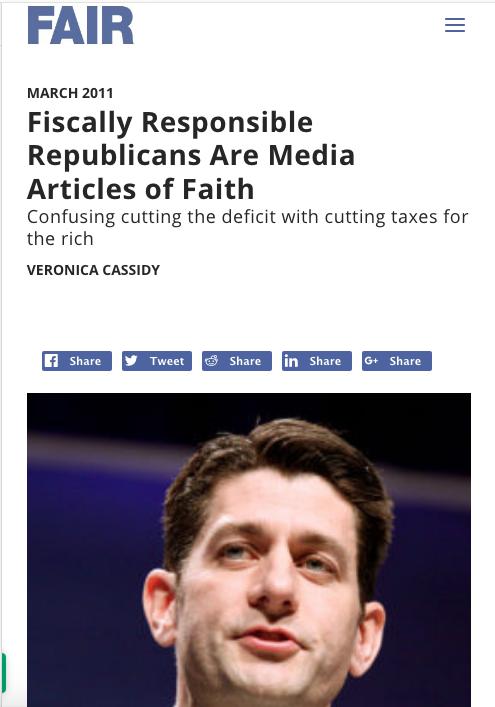 FAIR
MARCH 2011
Fiscally Responsible
Republicans Are Media
Articles of Faith
Confusing cutting the deficit with cutting taxes for
the rich
VERONICA CASSIDY
Share Tweet Share Share G+ Share